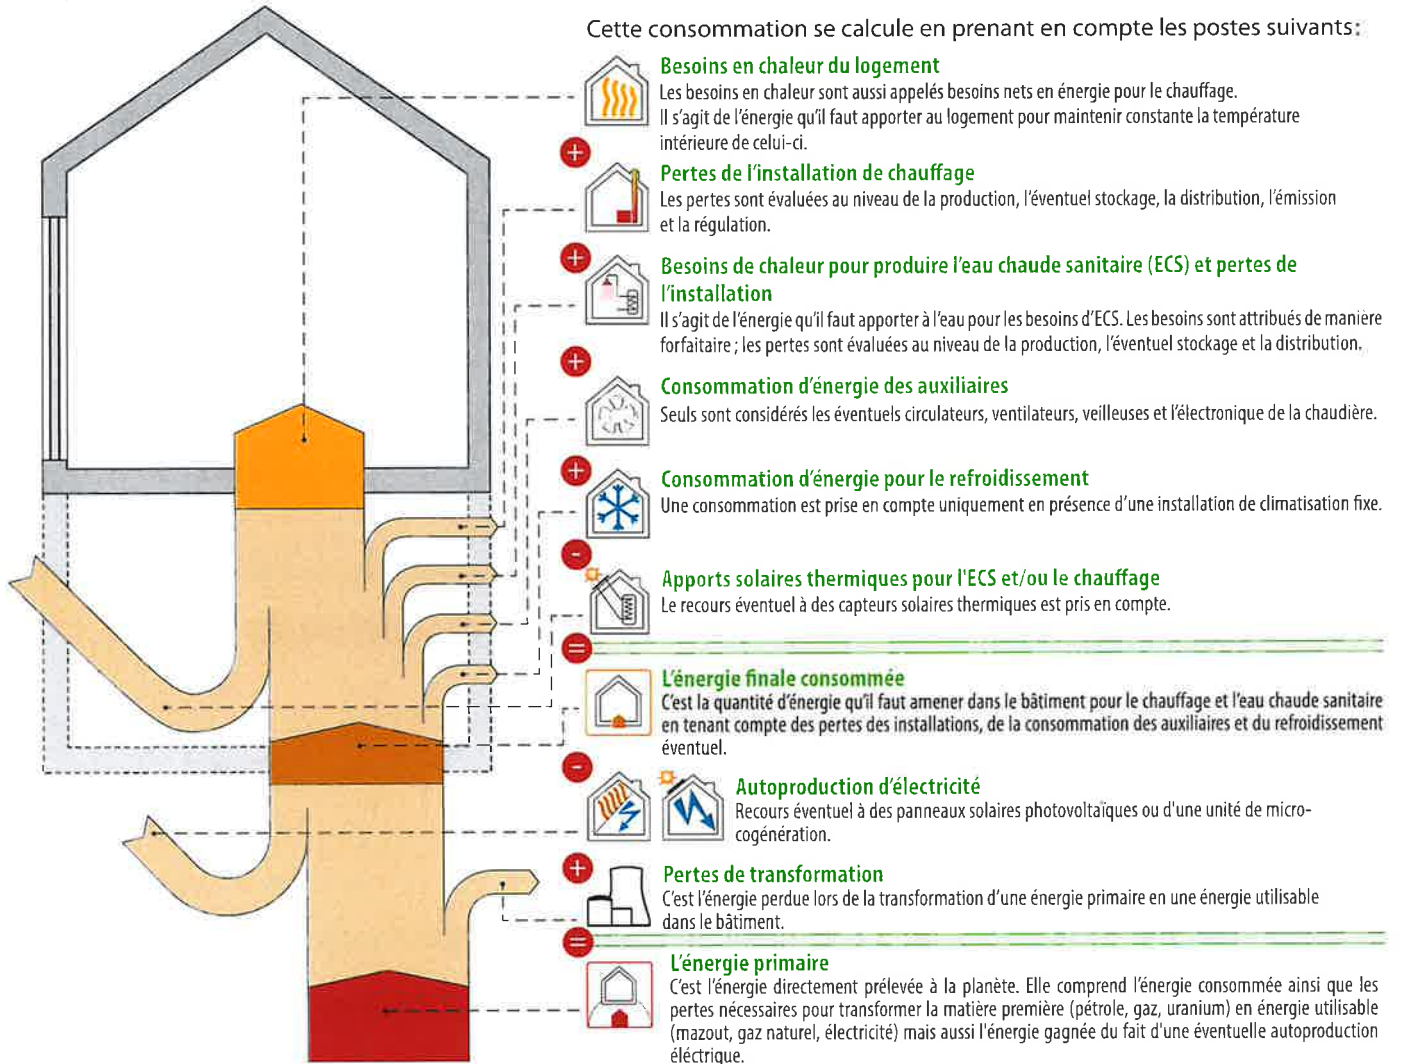 Cette consommation se calcule en prenant en compte les postes suivants:
Besoins en chaleur du logement
Les besoins en chaleur sont aussi appelés besoins nets en énergie pour le chauffage.
Il s'agit de l'énergie qu'il faut apporter au logement pour maintenir constante la température
intérieure de celui-ci.
+
Pertes de l'installation de chauffage
Les pertes sont évaluées au niveau de la production, l'éventuel stockage, la distribution, l'émission
et la régulation.
+
Besoins de chaleur pour produire l'eau chaude sanitaire (ECS) et pertes de
l'installation
Il s'agit de l'énergie qu'il faut apporter à l'eau pour les besoins d'ECS. Les besoins sont attribués de manière
forfaitaire ; les pertes sont évaluées au niveau de la production, l'éventuel stockage et la distribution.
+
Consommation d'énergie des auxiliaires
Seuls sont considérés les éventuels circulateurs, ventilateurs, veilleuses et l'électronique de la chaudière.
+
Consommation d'énergie pour le refroidissement
Une consommation est prise en compte uniquement en présence d'une installation de climatisation fixe.
-
Apports solaires thermiques pour l'ECS et/ou le chauffage
Le recours éventuel à des capteurs solaires thermiques est pris en compte.
=
L'énergie finale consommée
C'est la quantité d'énergie qu'il faut amener dans le bâtiment pour le chauffage et l'eau chaude sanitaire
en tenant compte des pertes des installations, de la consommation des auxiliaires et du refroidissement
éventuel.
-
Autoproduction d'électricité
Recours éventuel à des panneaux solaires photovoltaïques ou d'une unité de micro-
cogénération.
+
Pertes de transformation
C'est l'énergie perdue lors de la transformation d'une énergie primaire en une énergie utilisable
dans le bâtiment.
=
L'énergie primaire
C'est l'énergie directement prélevée à la planète. Elle comprend l'énergie consommée ainsi que les
pertes nécessaires pour transformer la matière première (pétrole, gaz, uranium) en énergie utilisable
(mazout, gaz naturel, électricité) mais aussi l'énergie gagnée du fait d'une éventuelle autoproduction
éléctrique.